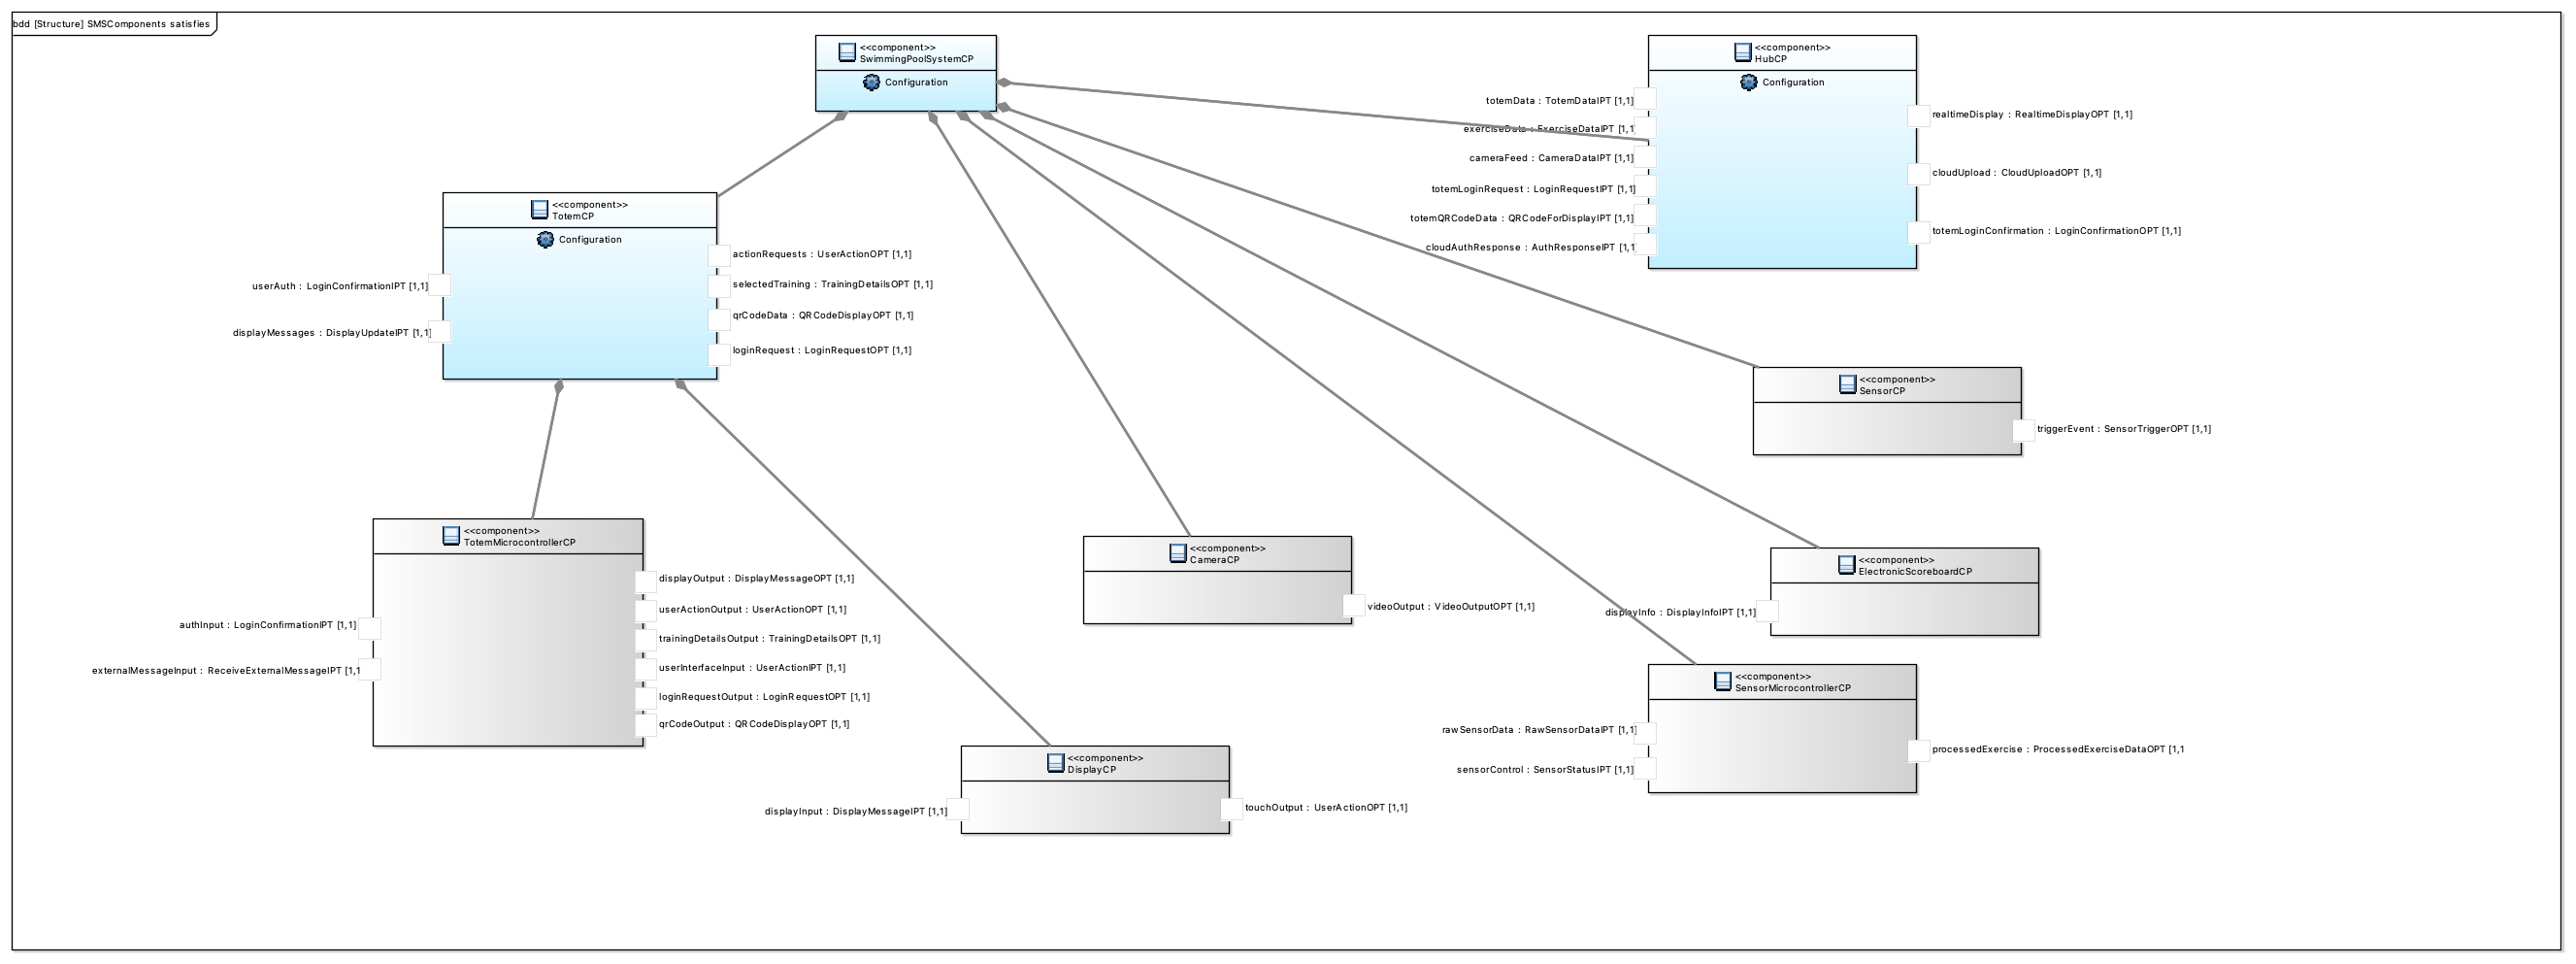 bdd [Structure] SMSComponents satisfies
<<component>>
SwimmingPoolSystemCP
Configuration
<<component>>
HubCP
Configuration
totemData : TotemDataIPT [1,1]
exerciseData : ExerciseDataIPT [1,1]
cameraFeed : CameraDataIPT [1,1]
totemLoginRequest : LoginRequestIPT [1,1]
totemQRCodeData : QRCodeForDisplayIPT [1,1]
cloudAuthResponse : AuthResponseIPT [1,1
realtimeDisplay : RealtimeDisplayOPT [1,1]
cloudUpload : CloudUploadOPT [1,1]
totemLoginConfirmation : LoginConfirmationOPT [1,1]
<<component>>
TotemCP
Configuration
userAuth : LoginConfirmationIPT [1,1]
displayMessages : DisplayUpdateIPT [1,1]
actionRequests : UserActionOPT [1,1]
selectedTraining : TrainingDetailsOPT [1,1]
qrCodeData : QRCodeDisplayOPT [1,1]
loginRequest : LoginRequestOPT [1,1]
<<component>>
SensorCP
triggerEvent : SensorTriggerOPT [1,1]
<<component>>
TotemMicrocontrollerCP
authInput : LoginConfirmationIPT [1,1]
externalMessageInput : ReceiveExternalMessageIPT [1,1
displayOutput : DisplayMessageOPT [1,1]
userActionOutput : UserActionOPT [1,1]
trainingDetailsOutput : TrainingDetailsOPT [1,1]
userInterfaceInput : UserActionIPT [1,1]
loginRequestOutput : LoginRequestOPT [1,1]
qrCodeOutput : QRCodeDisplayOPT [1,1]
<<component>>
CameraCP
videoOutput : VideoOutputOPT [1,1]
<<component>>
ElectronicScoreboardCP
displayInfo : DisplayInfoIPT [1,1]
<<component>>
SensorMicrocontrollerCP
rawSensorData : RawSensorDataIPT [1,1]
sensorControl : SensorStatusIPT [1,1]
processedExercise : ProcessedExerciseDataOPT [1,1
<<component>>
DisplayCP
displayInput : DisplayMessageIPT [1,1]
touchOutput : UserActionOPT [1,1]